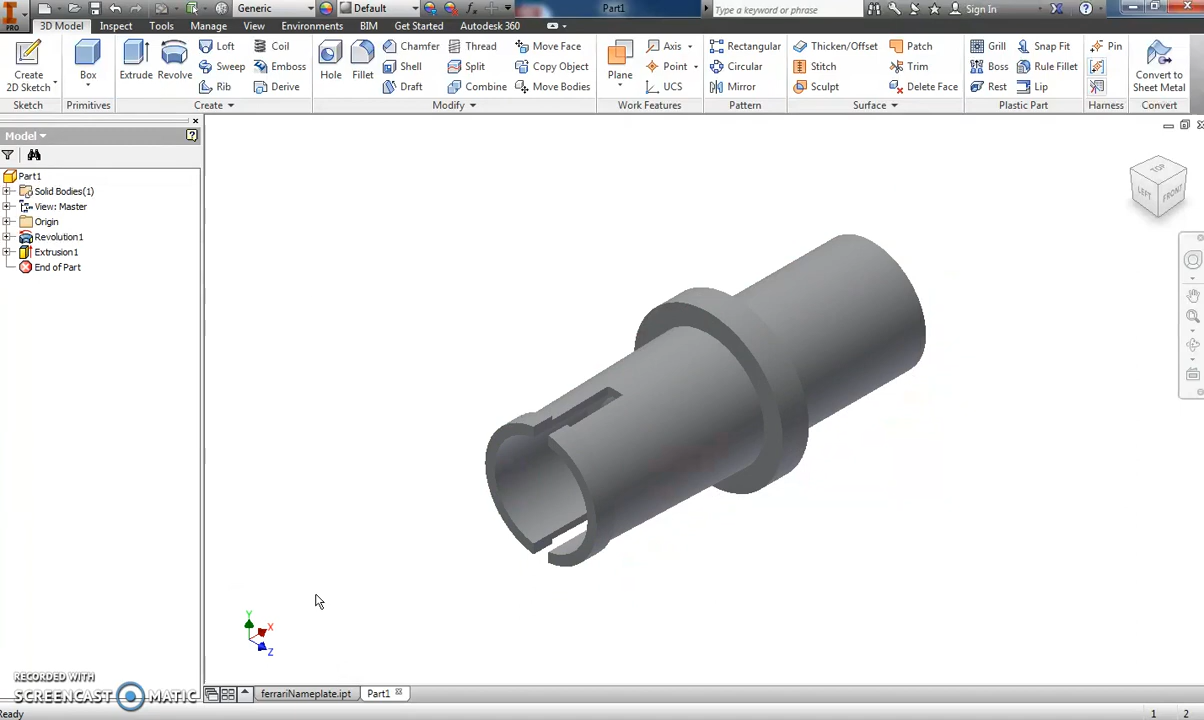 PRO
Generic
Default
Part1
Type a keyword or phrase
Sign In
3D Model
Inspect
Tools
Manage
View
Environments
BIM
Get Started
Autodesk 360
Create
2D Sketch
Sketch
Box
Primitives
Extrude
Revolve
Loft
Sweep
Rib
Coil
Emboss
Derive
Create
Hole
Fillet
Chamfer
Shell
Draft
Thread
Split
Combine
Move Face
Copy Object
Move Bodies
Modify
Plane
Axis
Point
UCS
Work Features
Rectangular
Circular
Mirror
Pattern
Thicken/Offset
Stitch
Sculpt
Patch
Trim
Delete Face
Surface
Grill
Boss
Rest
Snap Fit
Rule Fillet
Lip
Plastic Part
Pin
Harness
Convert to
Sheet Metal
Convert
Model
Part1
Solid Bodies(1)
View: Master
Origin
Revolution1
Extrusion1
End of Part
TOP
LEFT
FRONT
Y
X
Z
RECORDED WITH
SCREENCAST MATIC
ferrariNameplate.ipt
Part1
Ready
1
2